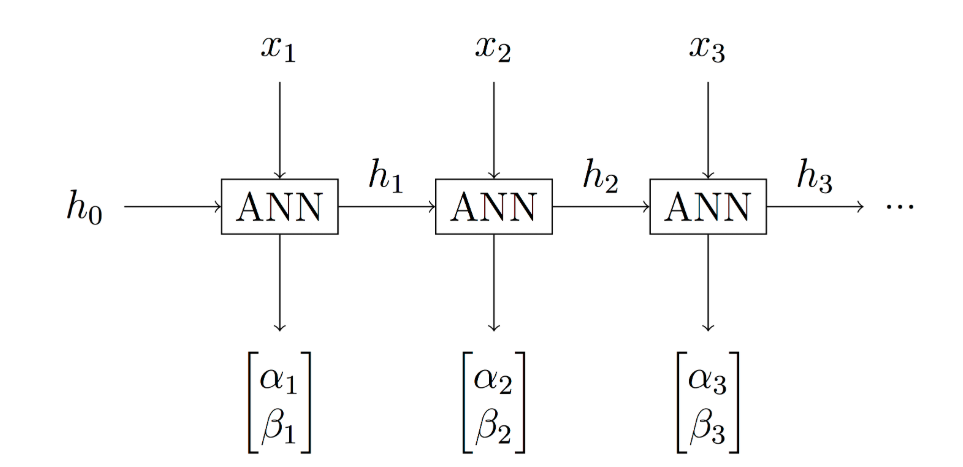 x₁ x₂ x₃
h₁ h₂ h₃
h₀ ANN ANN ANN ...
[α₁ [α₂ [α₃
β₁] β₂] β₃]